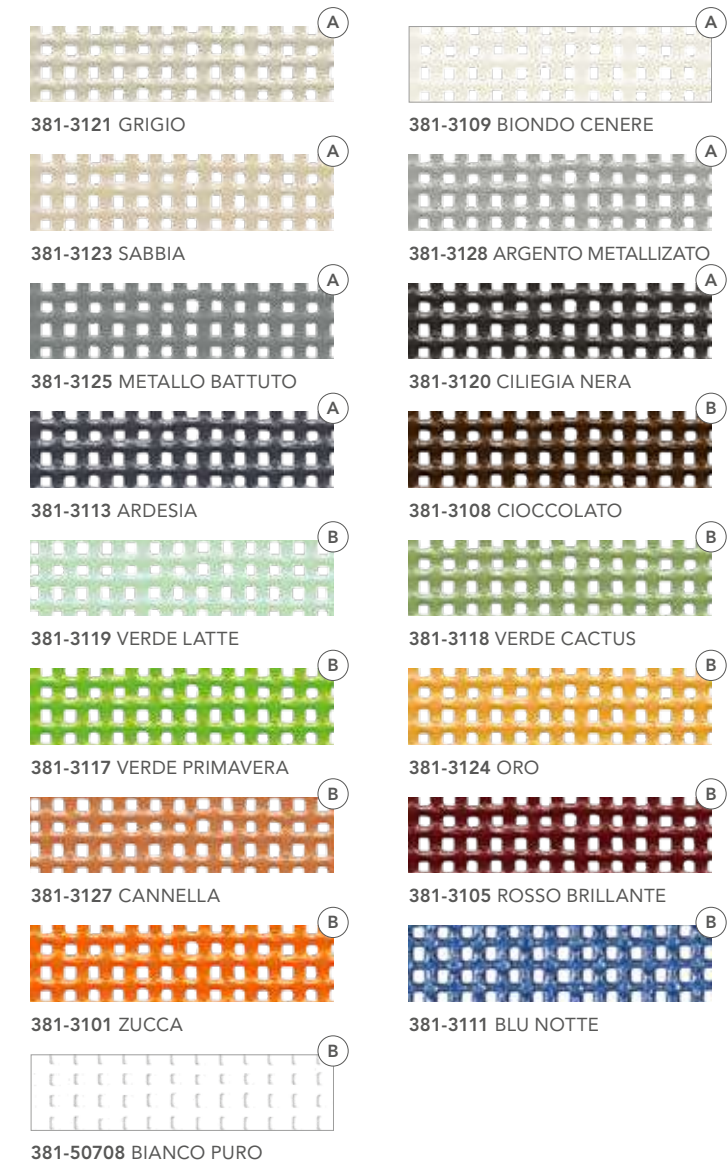 A
A
381-3121 GRIGIO
381-3109 BIONDO CENERE
A
A
381-3123 SABBIA
381-3128 ARGENTO METALLIZATO
A
A
381-3125 METALLO BATTUTO
381-3120 CILIEGIA NERA
A
B
381-3113 ARDESIA
381-3108 CIOCCOLATO
B
B
381-3119 VERDE LATTE
381-3118 VERDE CACTUS
B
B
381-3117 VERDE PRIMAVERA
381-3124 ORO
B
B
381-3127 CANNELLA
381-3105 ROSSO BRILLANTE
B
B
381-3101 ZUCCA
381-3111 BLU NOTTE
B
381-50708 BIANCO PURO